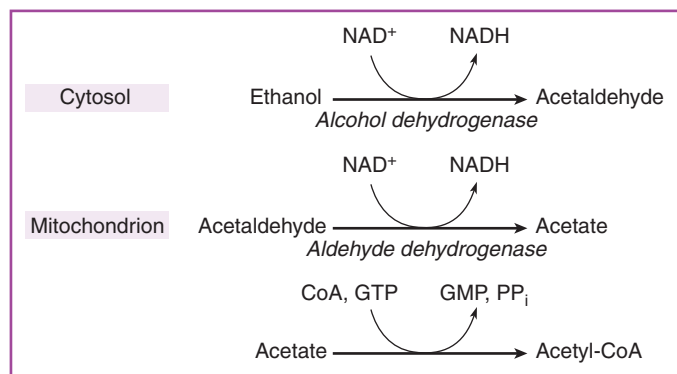 NAD⁺ NADH
Cytosol Ethanol Acetaldehyde
Alcohol dehydrogenase
NAD⁺ NADH
Mitochondrion Acetaldehyde Acetate
Aldehyde dehydrogenase
CoA, GTP GMP, PPᵢ
Acetate Acetyl-CoA